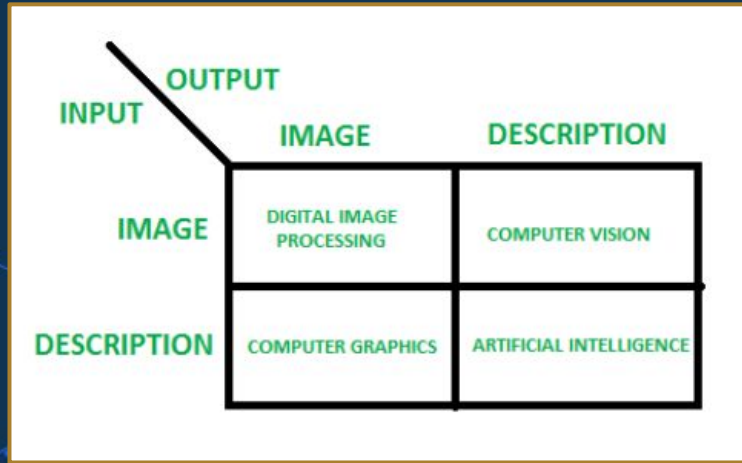 OUTPUT
INPUT
IMAGE DESCRIPTION
IMAGE
DIGITAL IMAGE
PROCESSING
COMPUTER VISION
DESCRIPTION
COMPUTER GRAPHICS
ARTIFICIAL INTELLIGENCE